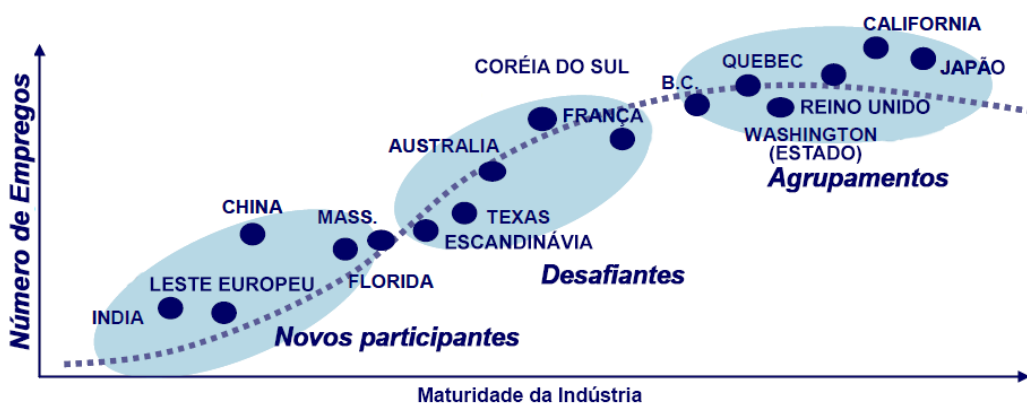 CALIFORNIA
QUEBEC
CORÉIA DO SUL
JAPÃO
B.C.
FRANÇA
REINO UNIDO
WASHINGTON
(ESTADO)
AUSTRALIA
Agrupamentos
CHINA
MASS.
TEXAS
ESCANDINÁVIA
Desafiantes
LESTE EUROPEU
FLORIDA
INDIA
Novos participantes
Número de Empregos
Maturidade da Indústria